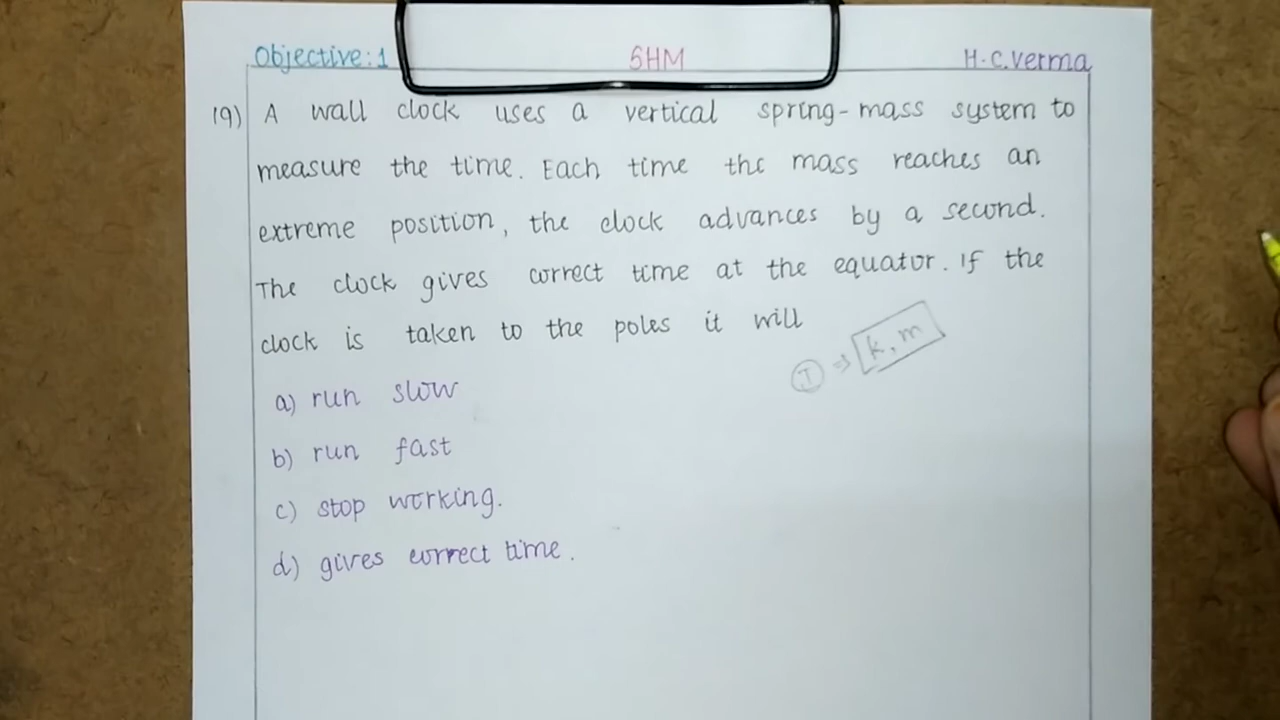 Objective:1 SHM H.C.Verma
19) A wall clock uses a vertical spring-mass system to
measure the time. Each time the mass reaches an
extreme position, the clock advances by a second.
The clock gives correct time at the equator. If the
clock is taken to the poles it will
T ⇒ k, m
a) run slow
b) run fast
c) stop working.
d) gives correct time.